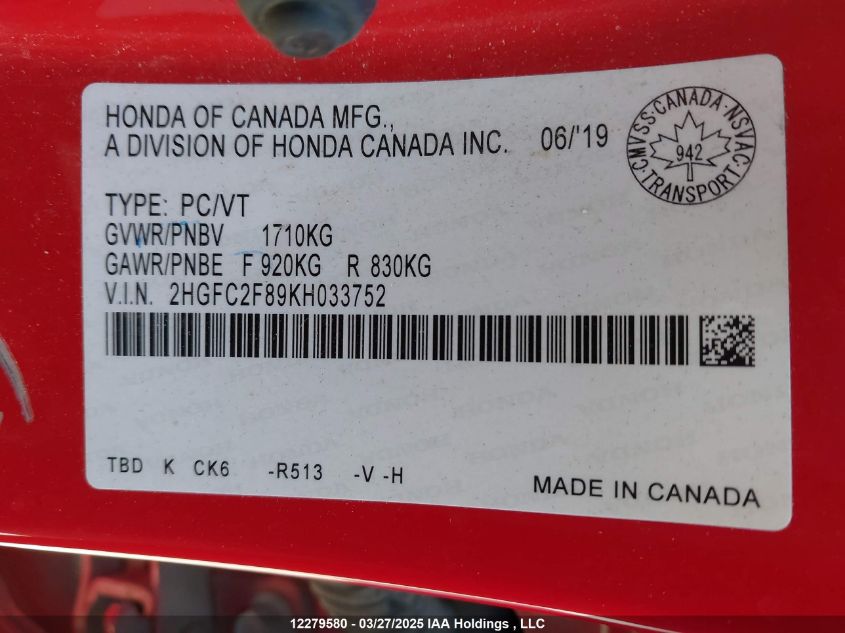 HONDA OF CANADA MFG.,
A DIVISION OF HONDA CANADA INC. 06/'19
CMVSS·CANADA·NSVAC·TRANSPORT
942
TYPE: PC/VT
GVWR/PNBV 1710KG
GAWR/PNBE F 920KG R 830KG
V.I.N. 2HGFC2F89KH033752
TBD K CK6 -R513 -V -H
MADE IN CANADA
12279580 - 03/27/2025 IAA Holdings , LLC